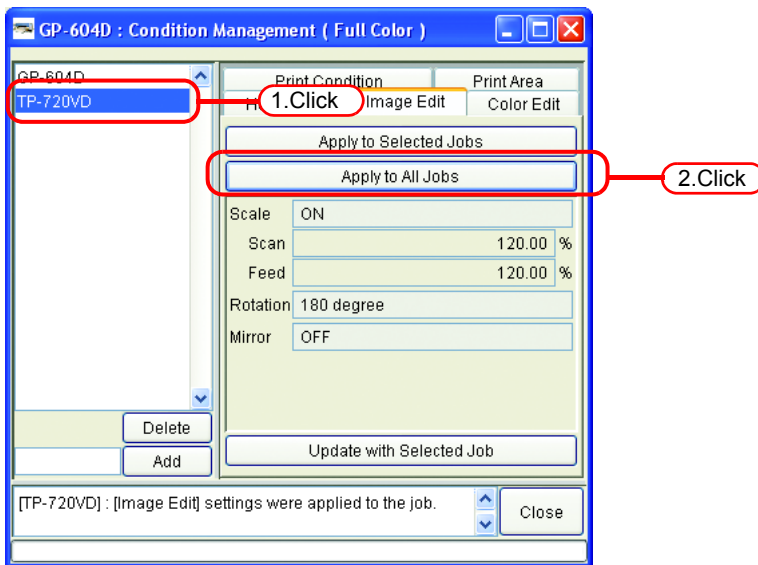 GP-604D : Condition Management ( Full Color )
GP-604D
TP-720VD
1.Click
Print Condition Print Area
Image Edit Color Edit
Apply to Selected Jobs
Apply to All Jobs
2.Click
Scale ON
Scan 120.00 %
Feed 120.00 %
Rotation 180 degree
Mirror OFF
Delete
Add
Update with Selected Job
[TP-720VD] : [Image Edit] settings were applied to the job.
Close